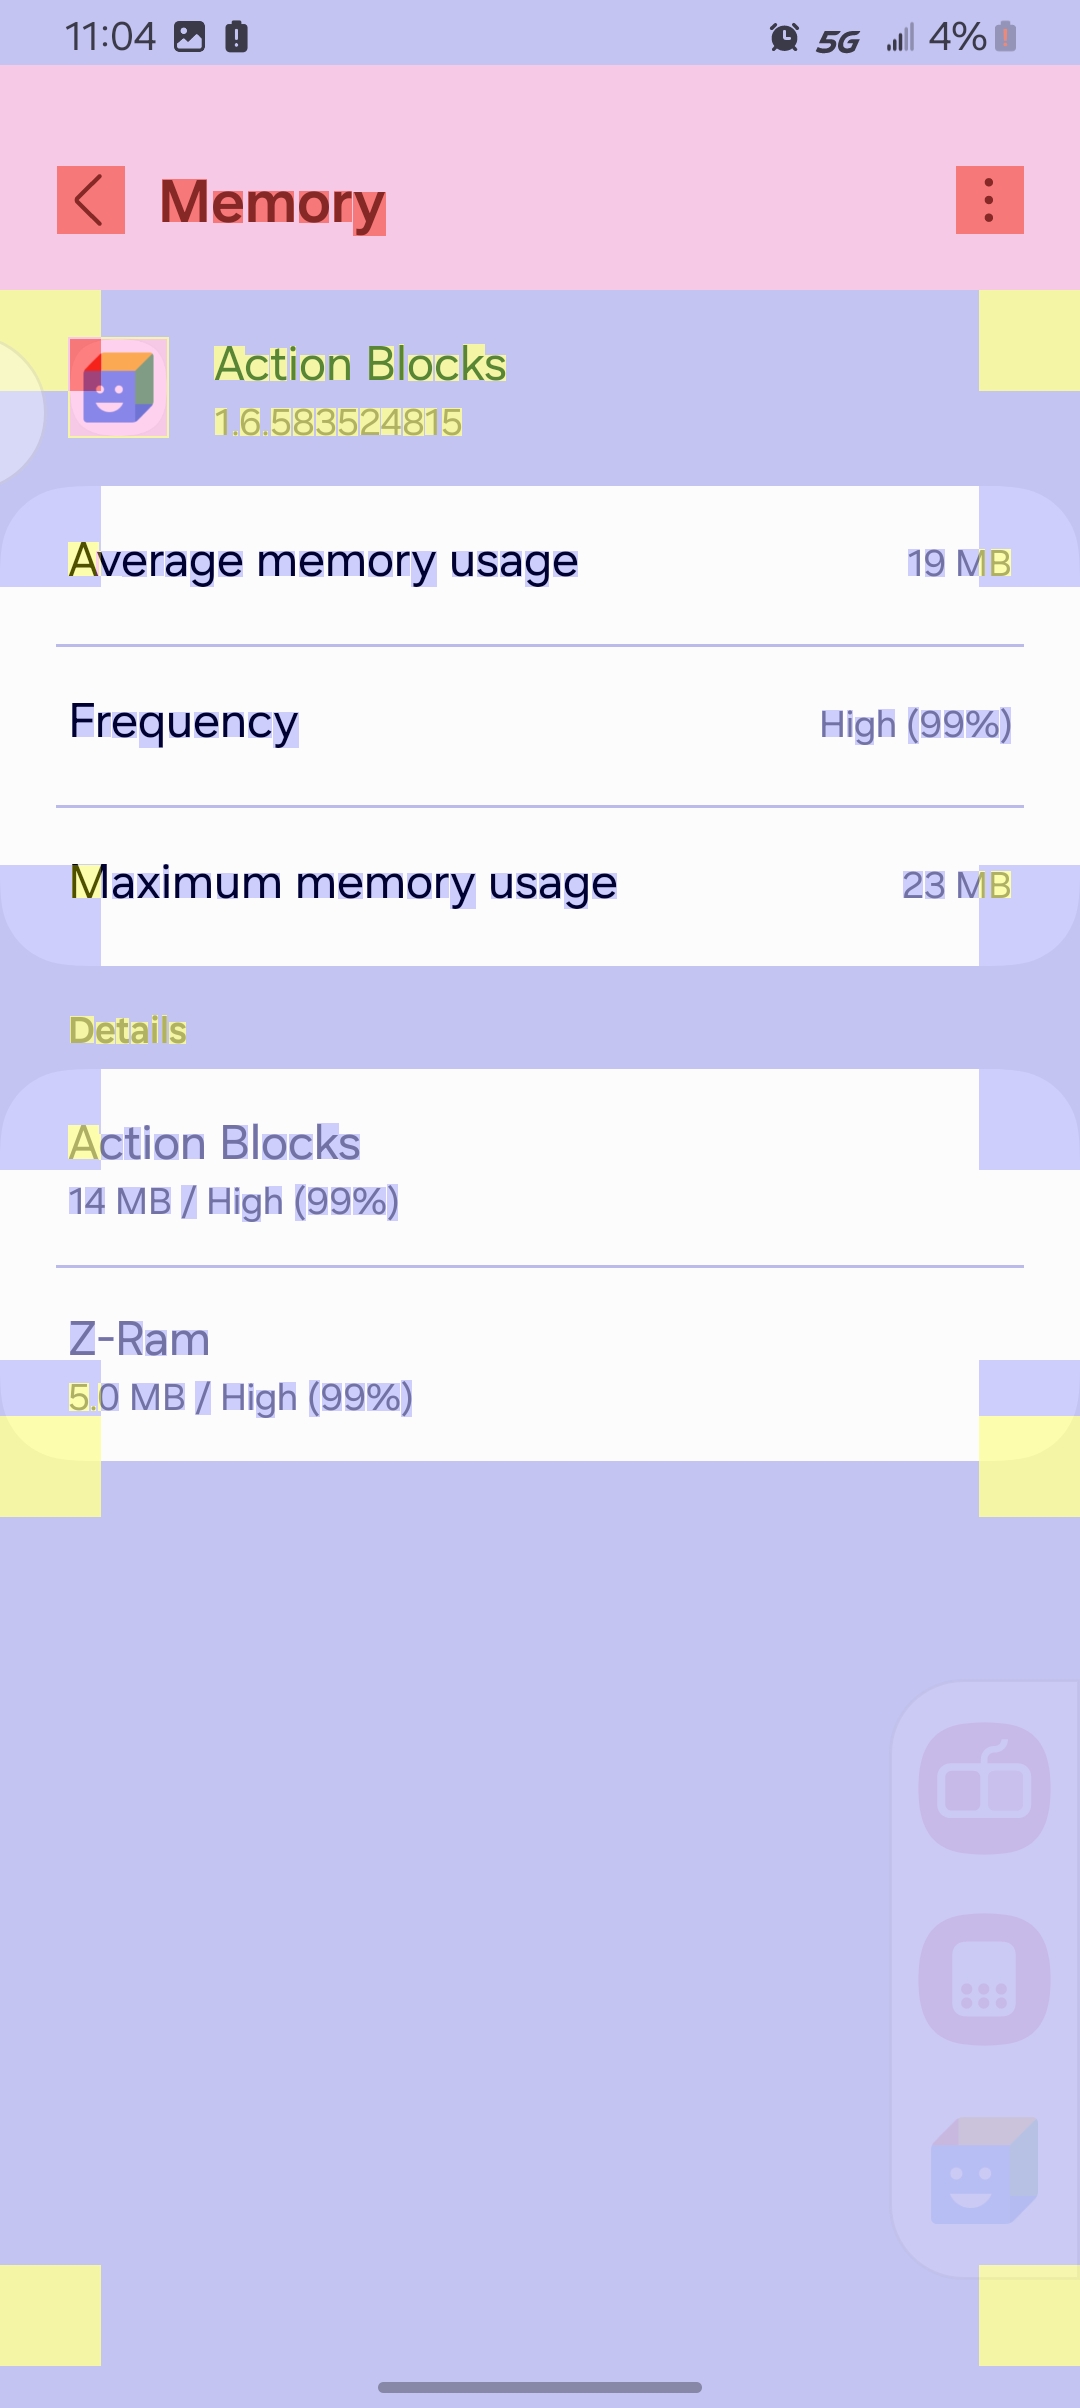 11:04 5G 4%
Memory
Action Blocks
1.6.583524815
Average memory usage 19 MB
Frequency High (99%)
Maximum memory usage 23 MB
Details
Action Blocks
14 MB / High (99%)
Z-Ram
5.0 MB / High (99%)